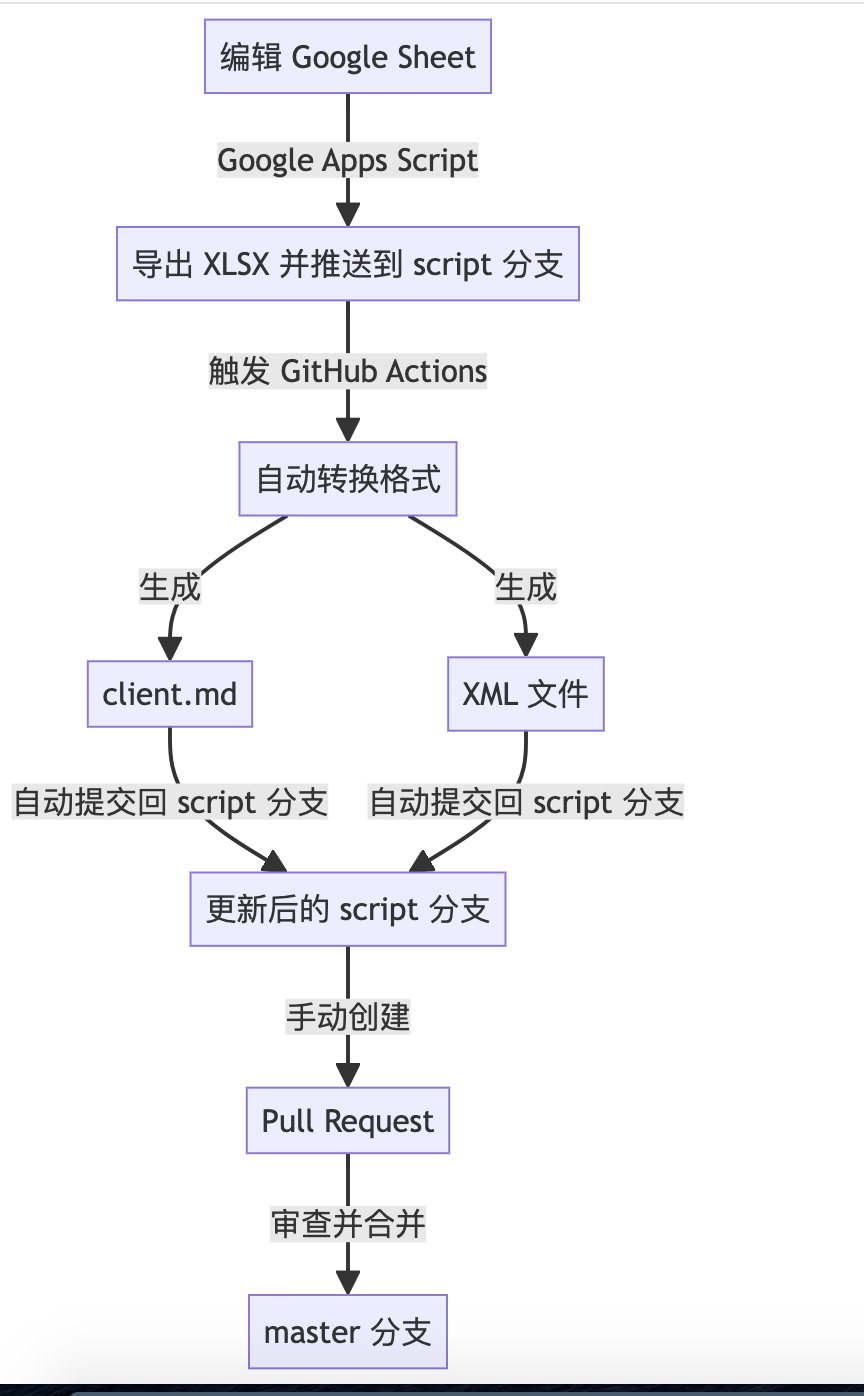 编辑 Google Sheet
Google Apps Script
导出 XLSX 并推送到 script 分支
触发 GitHub Actions
自动转换格式
生成
生成
client.md
XML 文件
自动提交回 script 分支
自动提交回 script 分支
更新后的 script 分支
手动创建
Pull Request
审查并合并
master 分支